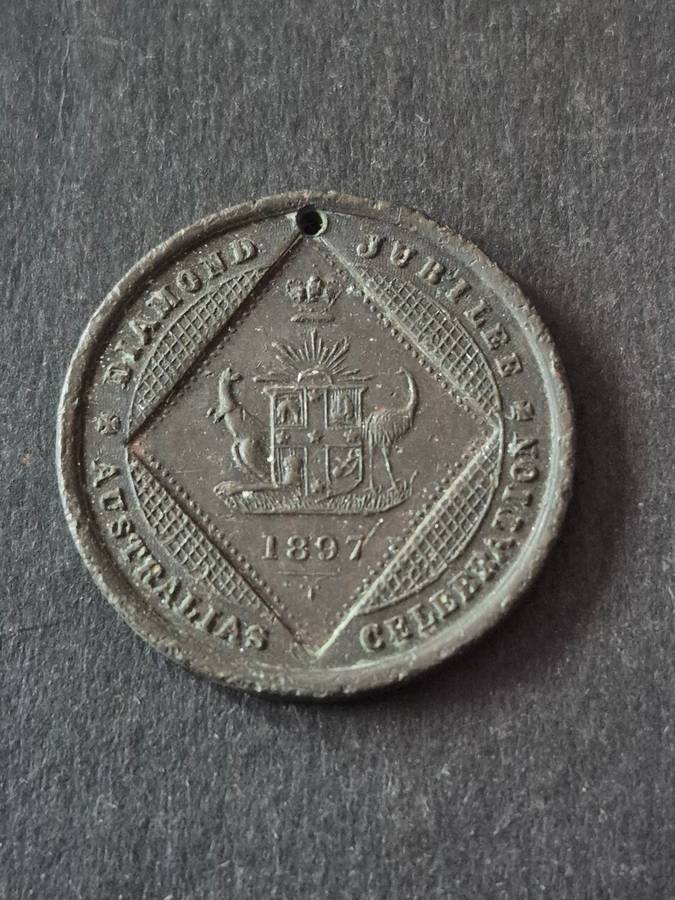 DIAMOND JUBILEE
AUSTRALIAS CELEBRATION
1897